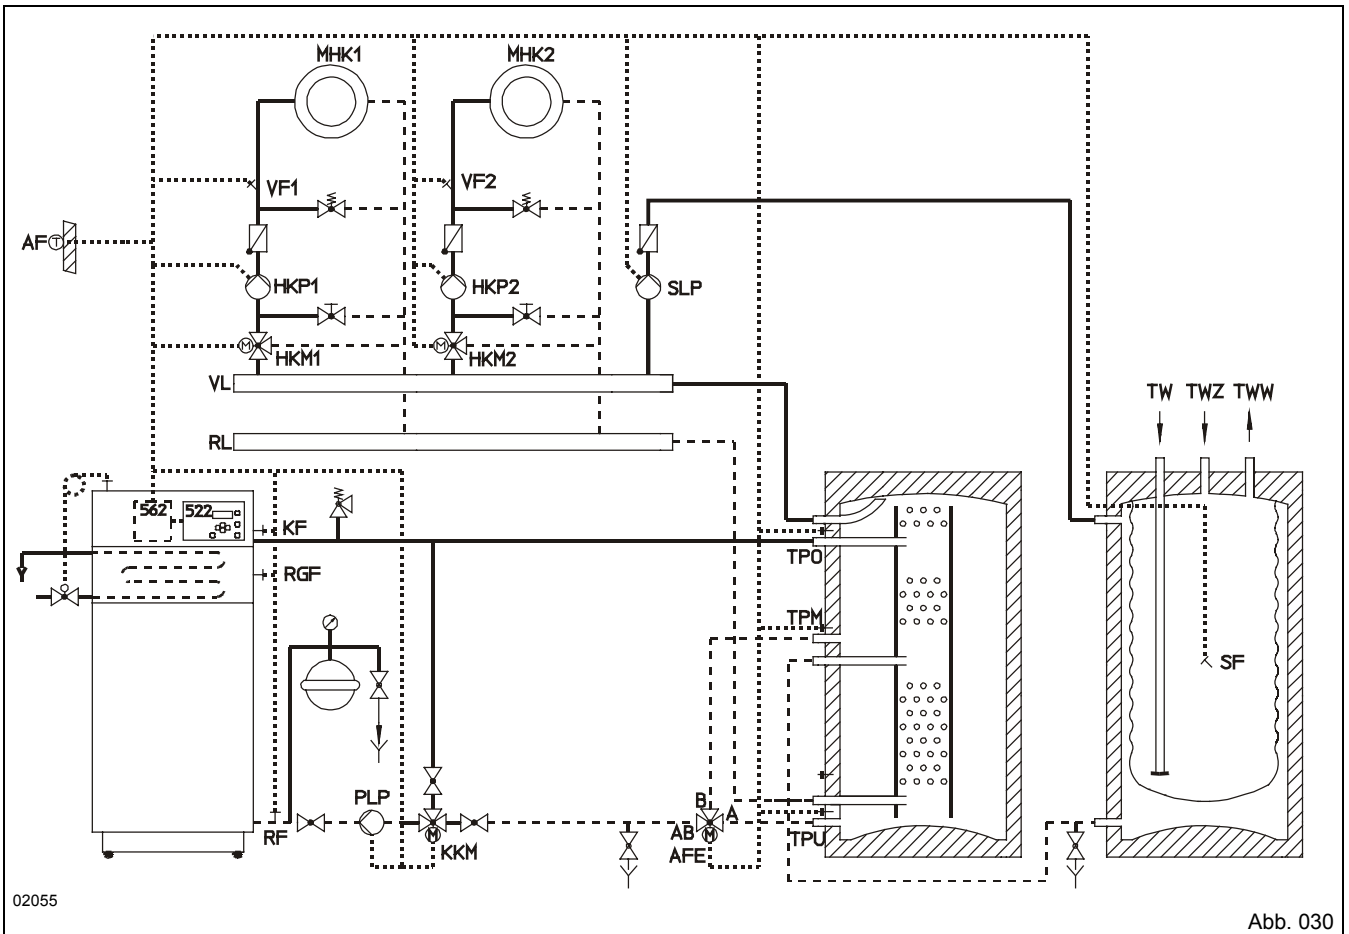 MHK1
MHK2
VF1
VF2
AF T
HKP1
HKP2
SLP
M
HKM1
M
HKM2
VL
TW TWZ TWW
RL
562
522
KF
TPO
RGF
TPM
SF
PLP
B
A
RF
M
KKM
AB
M
AFE
TPU
02055
Abb. 030